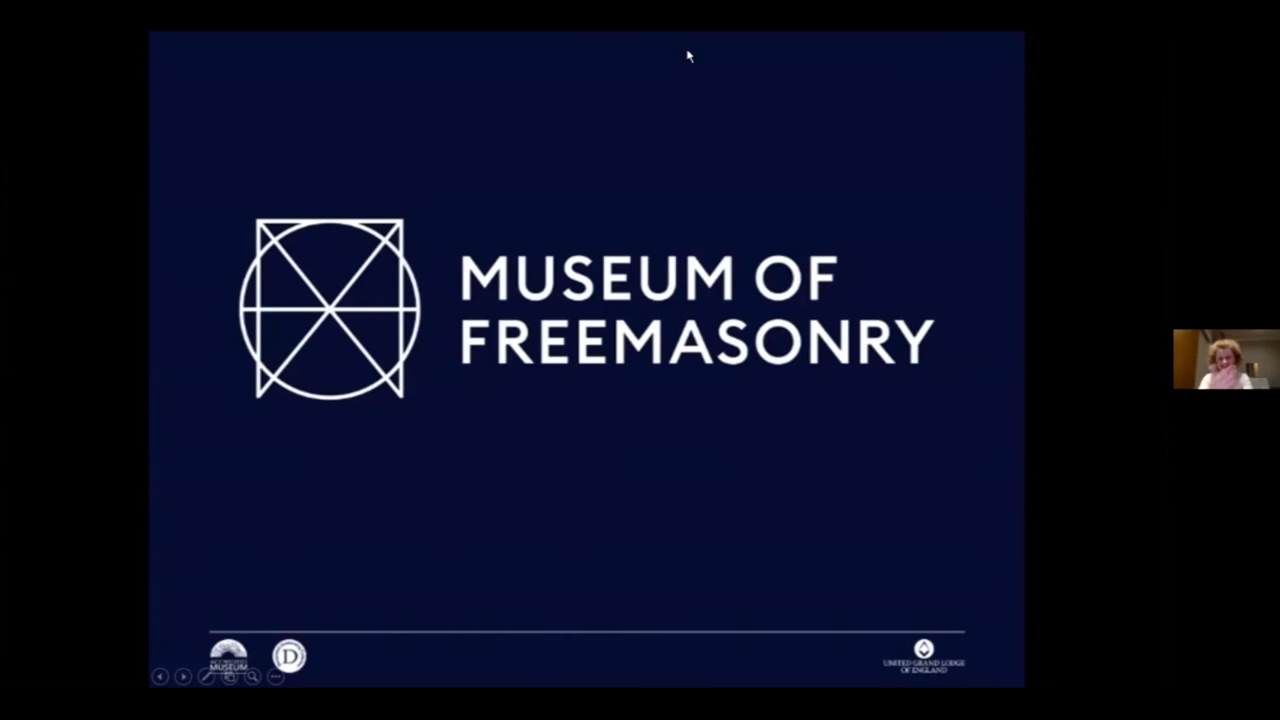 MUSEUM OF
FREEMASONRY
MUSEUM
D
UNITED GRAND LODGE
OF ENGLAND